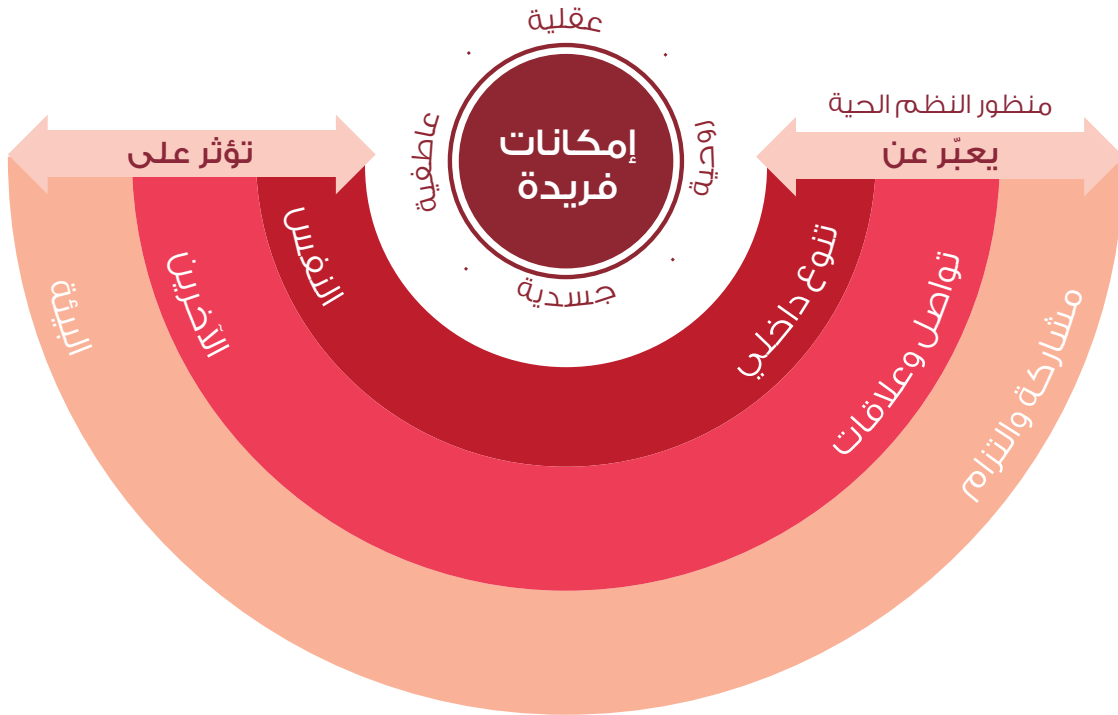 عقلية
روحية
جسدية
عاطفية
إمكانات
فريدة
منظور النظم الحية
يعبّر عن
تؤثر على
تنوع داخلي
تواصل وعلاقات
مشاركة والتزام
النفس
الآخرين
البيئة